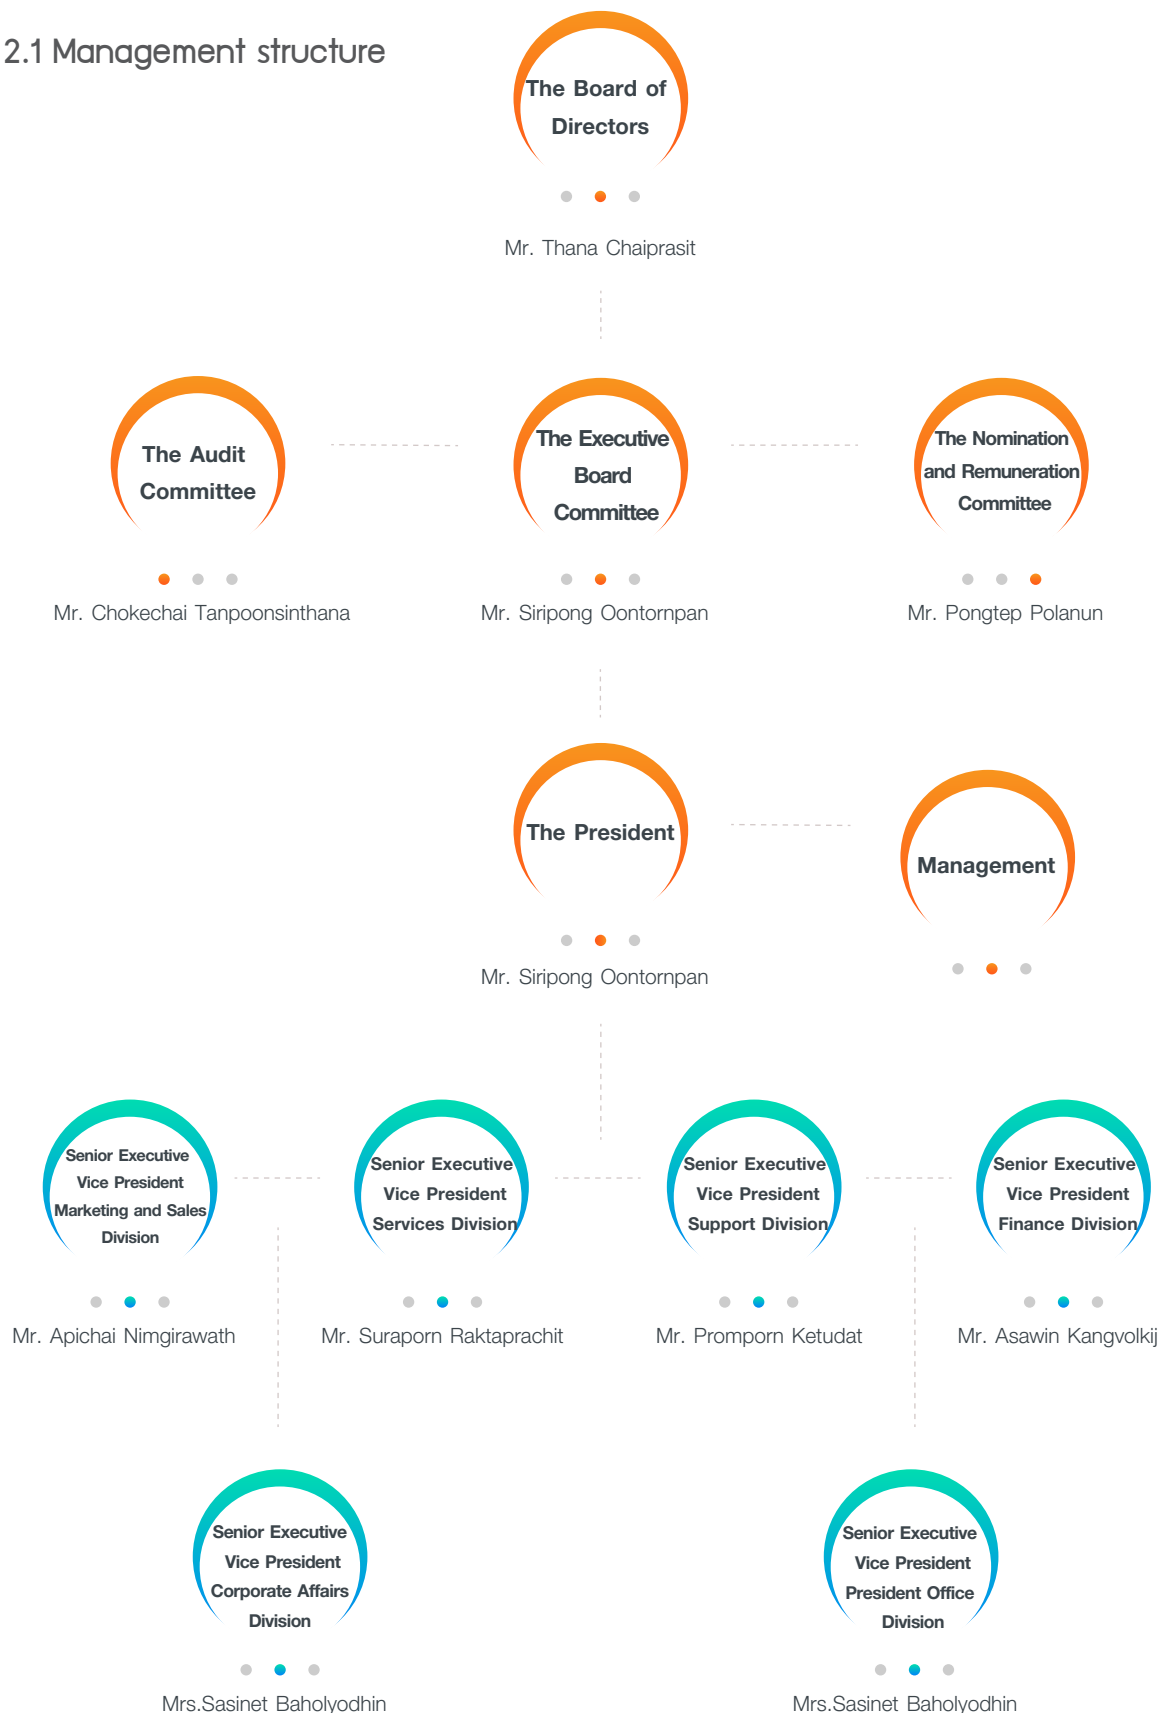 2.1 Management structure
The Board of
Directors
Mr. Thana Chaiprasit
The Audit
Committee
Mr. Chokechai Tanpoonsinthana
The Executive
Board
Committee
Mr. Siripong Oontornpan
The Nomination
and Remuneration
Committee
Mr. Pongtep Polanun
The President
Mr. Siripong Oontornpan
Management
Senior Executive
Vice President
Marketing and Sales
Division
Mr. Apichai Nimgirawath
Senior Executive
Vice President
Services Division
Mr. Suraporn Raktaprachit
Senior Executive
Vice President
Support Division
Mr. Promporn Ketudat
Senior Executive
Vice President
Finance Division
Mr. Asawin Kangvolkij
Senior Executive
Vice President
Corporate Affairs
Division
Mrs.Sasinet Baholyodhin
Senior Executive
Vice President
President Office
Division
Mrs.Sasinet Baholyodhin